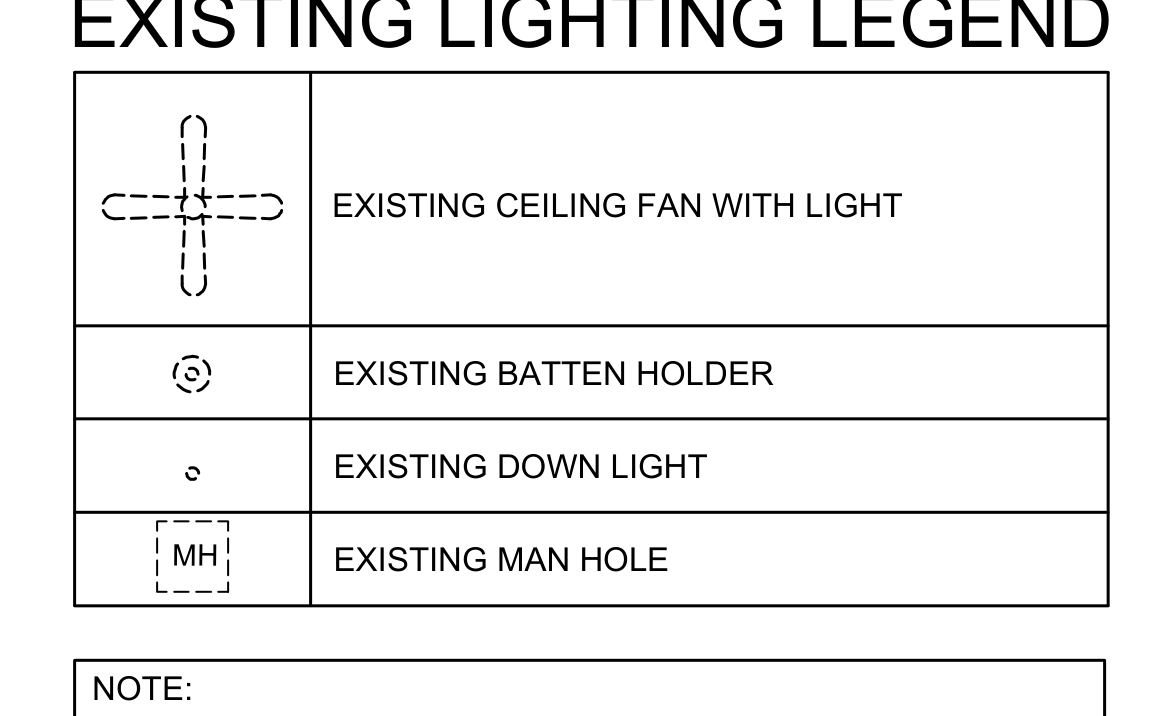 EXISTING LIGHTING LEGEND
EXISTING CEILING FAN WITH LIGHT
EXISTING BATTEN HOLDER
EXISTING DOWN LIGHT
MH EXISTING MAN HOLE
NOTE: